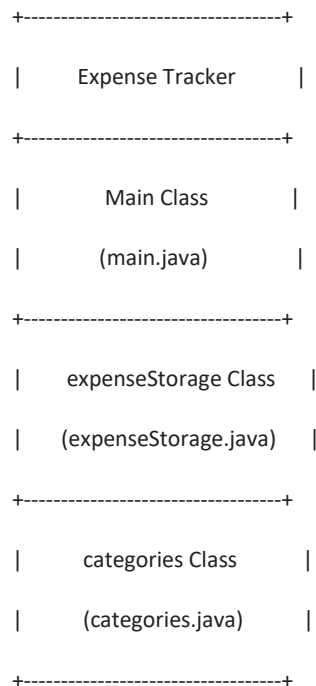 +-----------------------------------+
| Expense Tracker |
+-----------------------------------+
| Main Class |
| (main.java) |
+-----------------------------------+
| expenseStorage Class |
| (expenseStorage.java) |
+-----------------------------------+
| categories Class |
| (categories.java) |
+-----------------------------------+